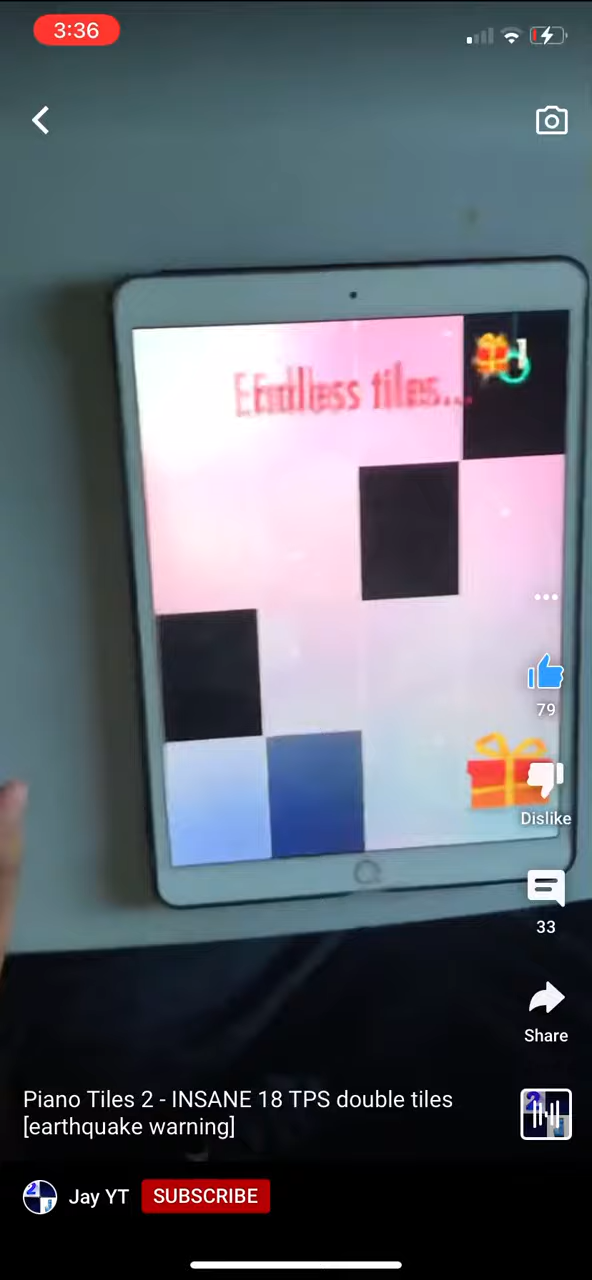 3:36
Endless tiles...
1
79
Dislike
33
Share
Piano Tiles 2 - INSANE 18 TPS double tiles
[earthquake warning]
Jay YT
SUBSCRIBE